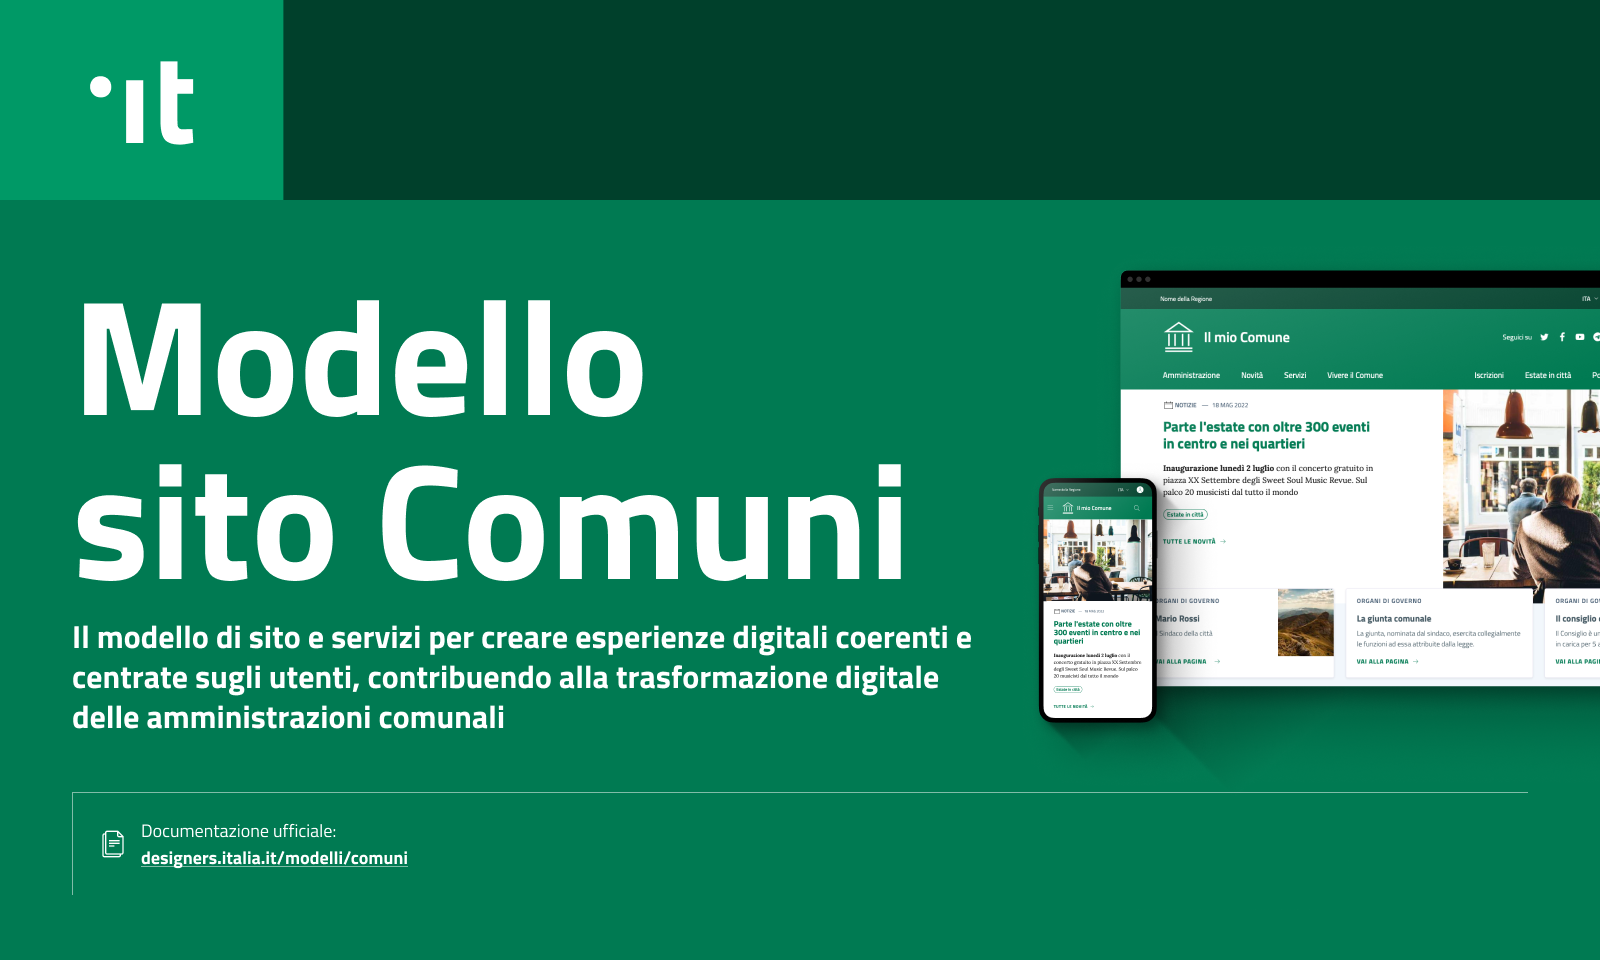 it
Modello
sito Comuni
Il modello di sito e servizi per creare esperienze digitali coerenti e
centrate sugli utenti, contribuendo alla trasformazione digitale
delle amministrazioni comunali
Documentazione ufficiale:
designers.italia.it/modelli/comuni
Nome della Regione
ITA
Il mio Comune
Seguici su
Amministrazione Novità Servizi Vivere il Comune Iscrizioni Estate in città
NOTIZIE — 18 MAG 2022
Parte l'estate con oltre 300 eventi
in centro e nei quartieri
Inaugurazione lunedì 2 luglio con il concerto gratuito in
piazza XX Settembre degli Sweet Soul Music Revue. Sul
palco 20 musicisti dal tutto il mondo
Estate in città
TUTTE LE NOVITÀ →
ORGANI DI GOVERNO
Mario Rossi
Sindaco della città
VAI ALLA PAGINA →
ORGANI DI GOVERNO
La giunta comunale
La giunta, nominata dal sindaco, esercita collegialmente
le funzioni ad essa attribuite dalla legge.
VAI ALLA PAGINA →
ORGANI DI
Il consiglio
Il Consiglio è
in carica per 5
VAI ALLA
Nome della Regione
ITA
Il mio Comune
NOTIZIE — 18 MAG 2022
Parte l'estate con oltre
300 eventi in centro e nei
quartieri
Inaugurazione lunedì 2 luglio con il
concerto gratuito in piazza XX Settembre
degli Sweet Soul Music Revue. Sul palco
20 musicisti dal tutto il mondo
Estate in città
TUTTE LE NOVITÀ →